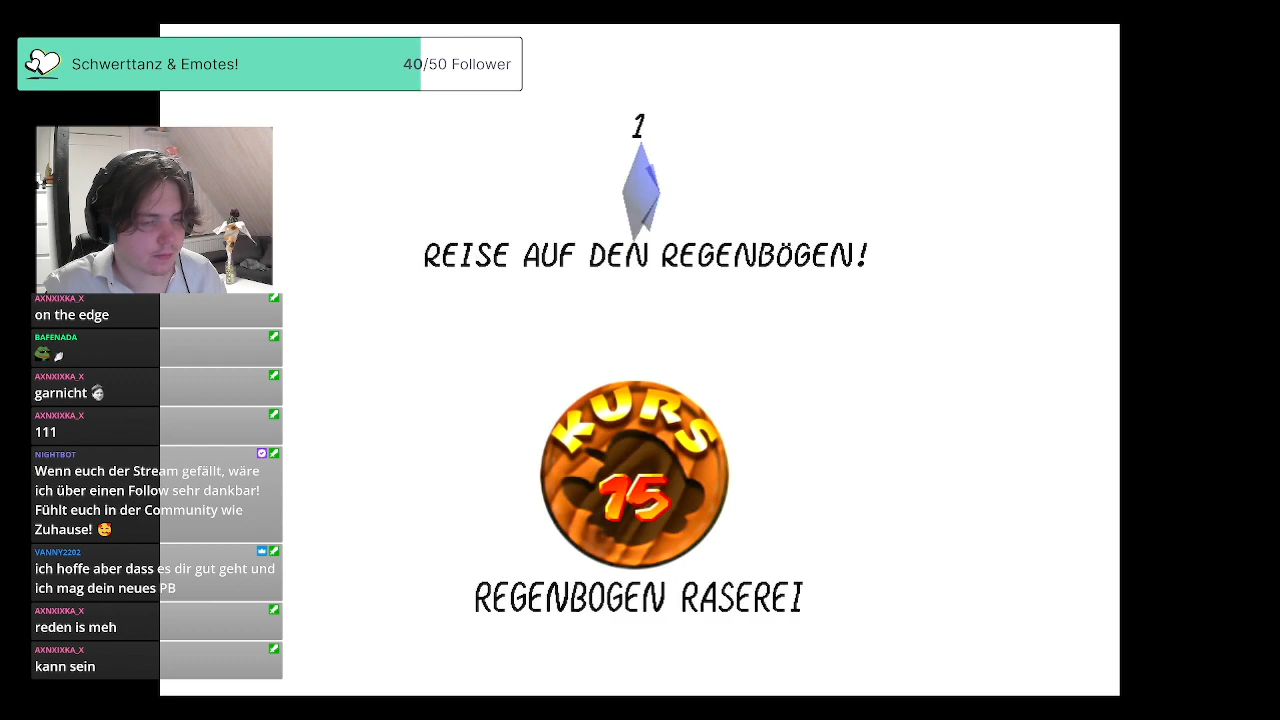 Schwerttanz & Emotes!
40/50 Follower
1
REISE AUF DEN REGENBÖGEN!
KURS
15
REGENBOGEN RASEREI
AXNXIXKA_X
on the edge
BAFENADA
AXNXIXKA_X
garnicht
AXNXIXKA_X
111
NIGHTBOT
Wenn euch der Stream gefällt, wäre
ich über einen Follow sehr dankbar!
Fühlt euch in der Community wie
Zuhause!
VANNY2202
ich hoffe aber dass es dir gut geht und
ich mag dein neues PB
AXNXIXKA_X
reden is meh
AXNXIXKA_X
kann sein